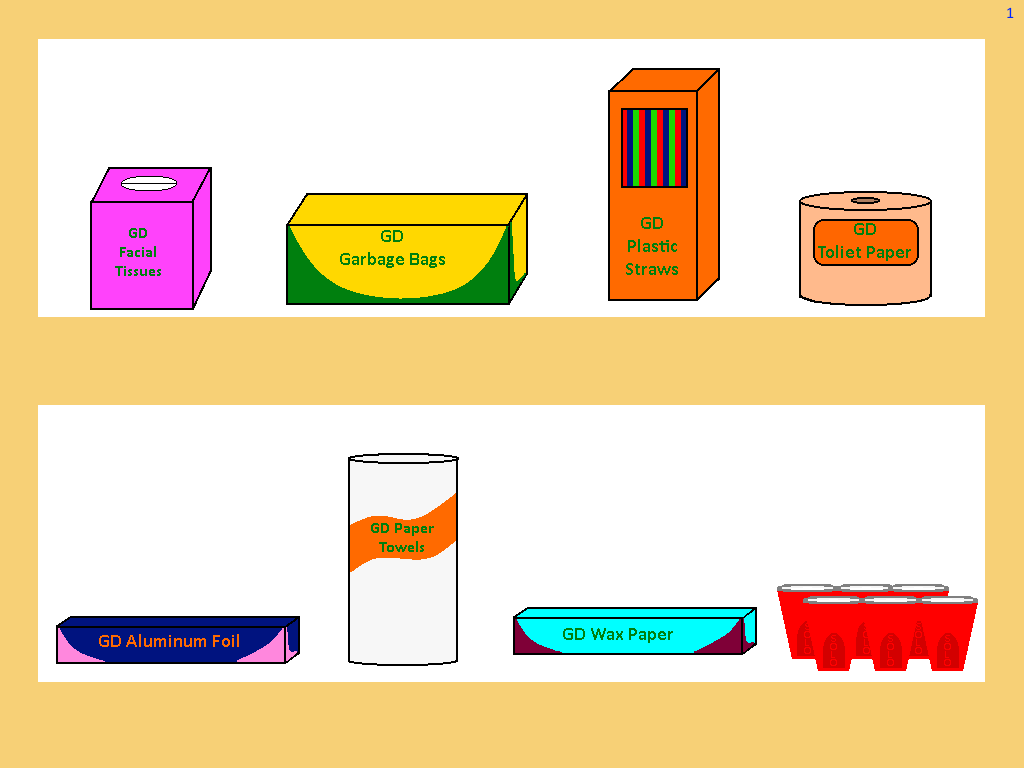 1
GD
Facial
Tissues
GD
Garbage Bags
GD
Plastic
Straws
GD
Toliet Paper
GD Aluminum Foil
GD Paper
Towels
GD Wax Paper